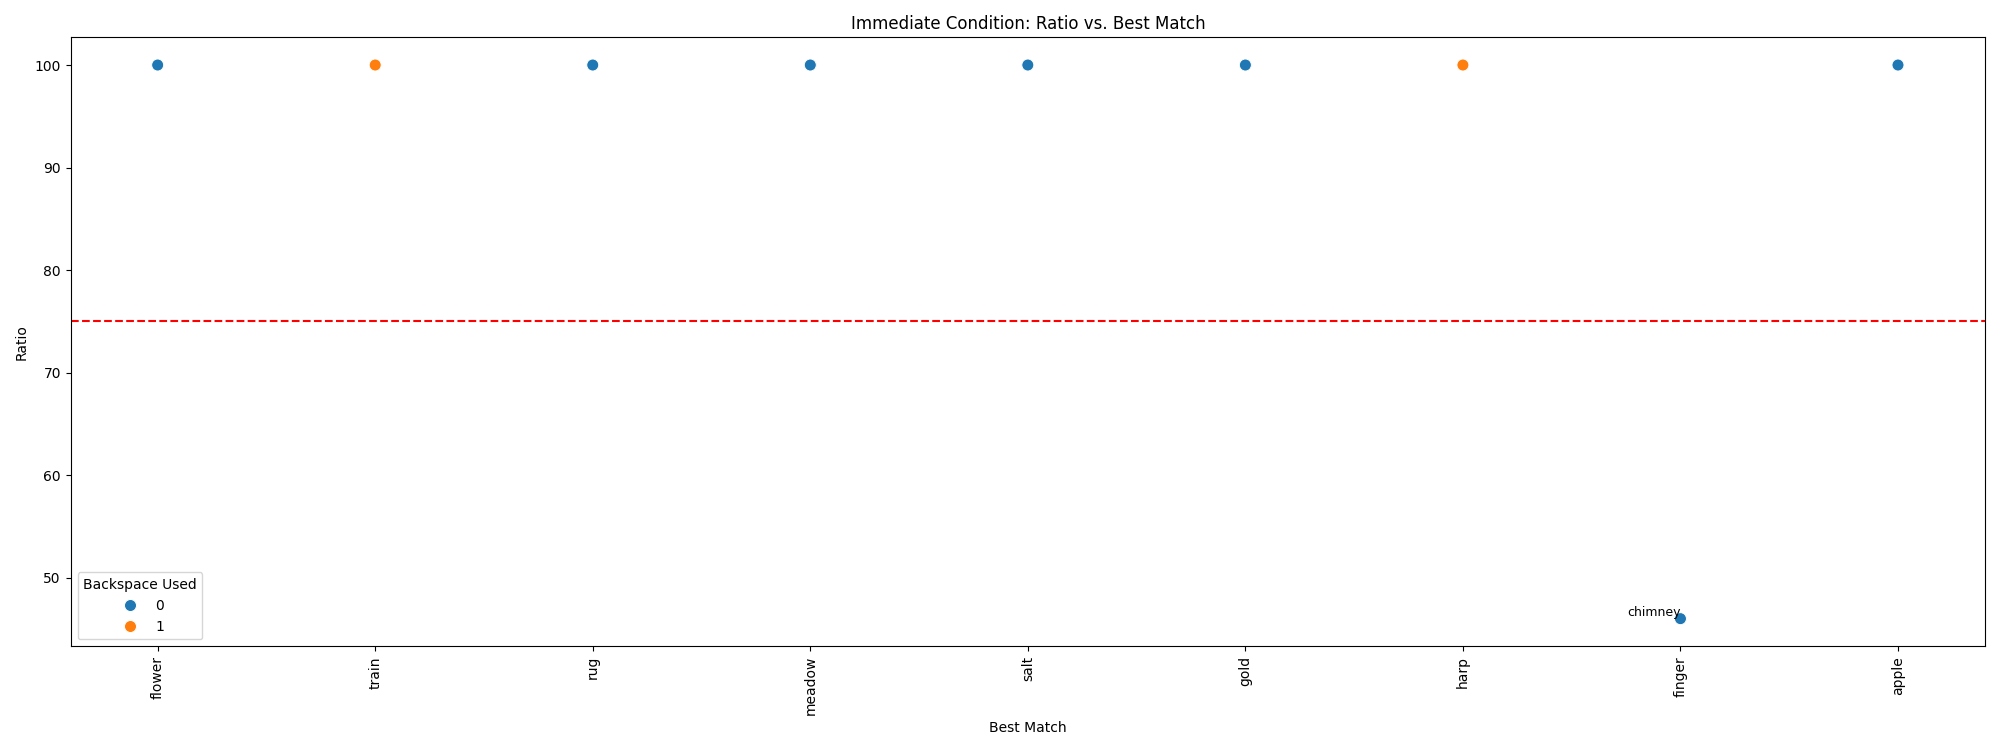 Immediate Condition: Ratio vs. Best Match
100
90
80
70
60
50
Ratio
chimney
Backspace Used
0
1
flower
train
rug
meadow
salt
gold
harp
finger
apple
Best Match